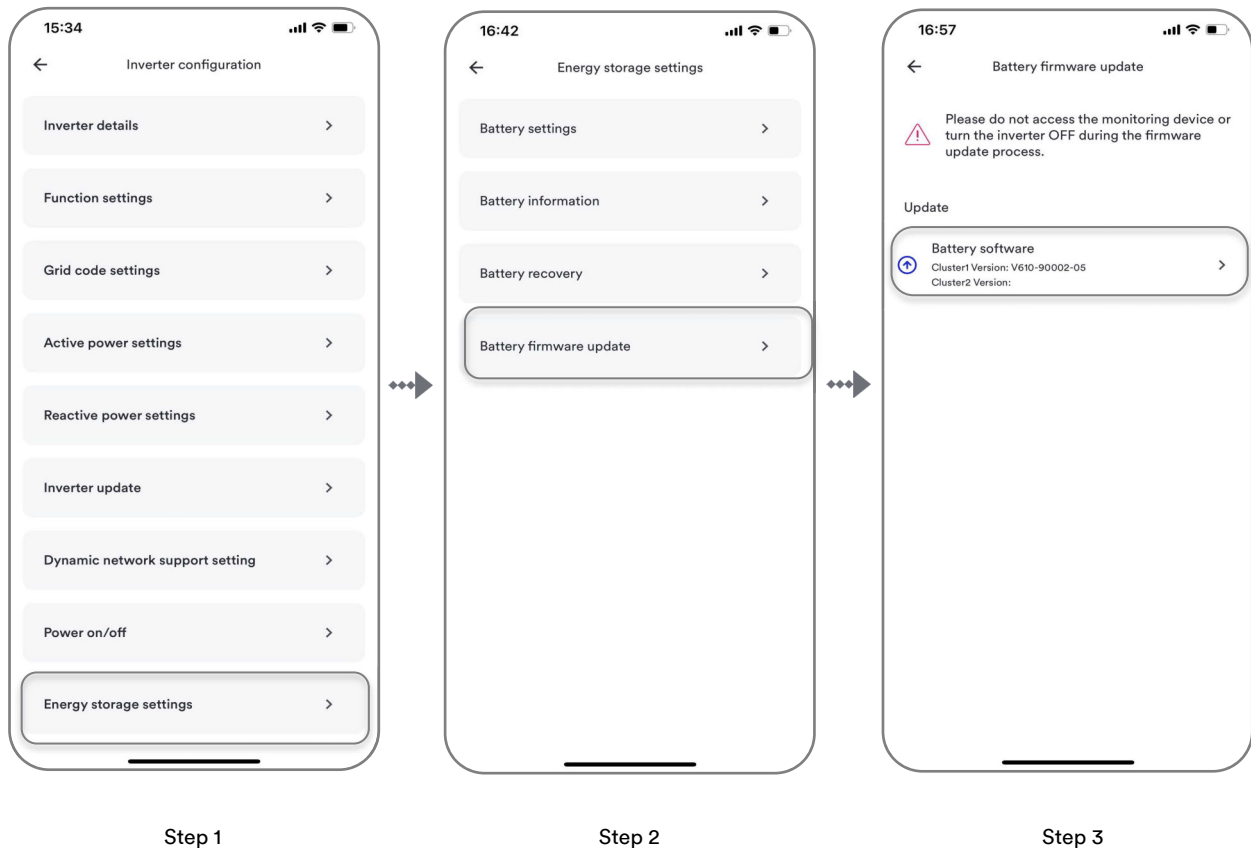 15:34
Inverter configuration
Inverter details
Function settings
Grid code settings
Active power settings
Reactive power settings
Inverter update
Dynamic network support setting
Power on/off
Energy storage settings
Step 1
16:42
Energy storage settings
Battery settings
Battery information
Battery recovery
Battery firmware update
Step 2
16:57
Battery firmware update
Please do not access the monitoring device or
turn the inverter OFF during the firmware
update process.
Update
Battery software
Cluster1 Version: V610-90002-05
Cluster2 Version:
Step 3